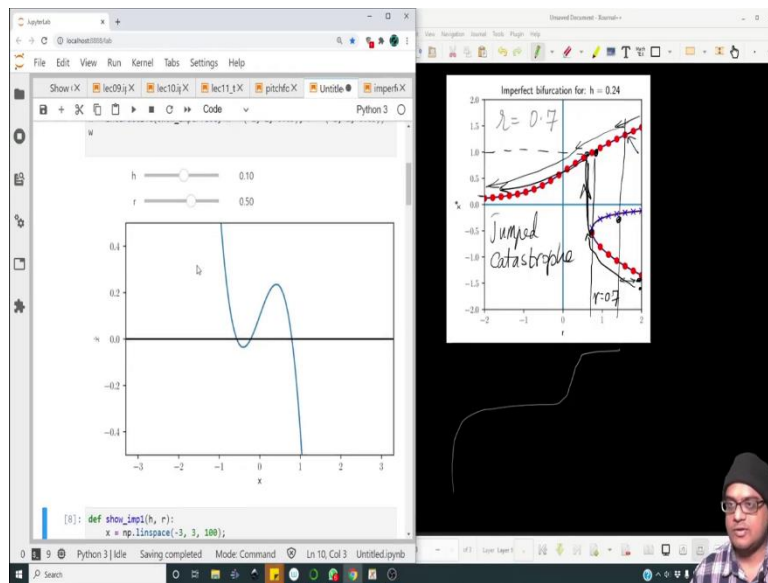 JupyterLab
localhost:8888/lab
File Edit View Run Kernel Tabs Settings Help
Show (
lec09.ij
lec10.ij
lec11_t
pitchfc
Untitle
imperfi
Code
Python 3
w
h 0.10
r 0.50
0.4
0.2
0.0
-0.2
-0.4
-3 -2 -1 0 1 2 3
x
[8]: def show_imp1(h, r):
x = np.linspace(-3, 3, 100);
0 9 Python 3 | Idle Saving completed Mode: Command Ln 10, Col 3 Untitled.ipynb
Search
Imperfect bifurcation for: h = 0.24
2.0
1.5
1.0
0.5
0.0
-0.5
-1.0
-1.5
-2.0
r = 0.7
Jumped
Catastrophe
r=0.7
-2 -1 0 1 2
r